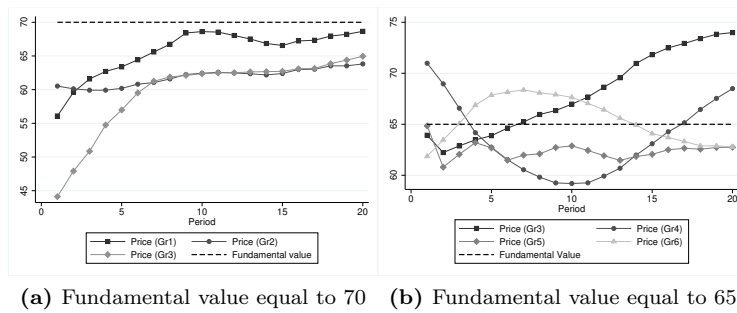 70
65
60
55
50
45
0 5 10 15 20
Period
Price (Gr1) Price (Gr2)
Price (Gr3) Fundamental value
75
70
65
60
0 5 10 15 20
Period
Price (Gr3) Price (Gr4)
Price (Gr5) Price (Gr6)
Fundamental Value
(a) Fundamental value equal to 70 (b) Fundamental value equal to 65